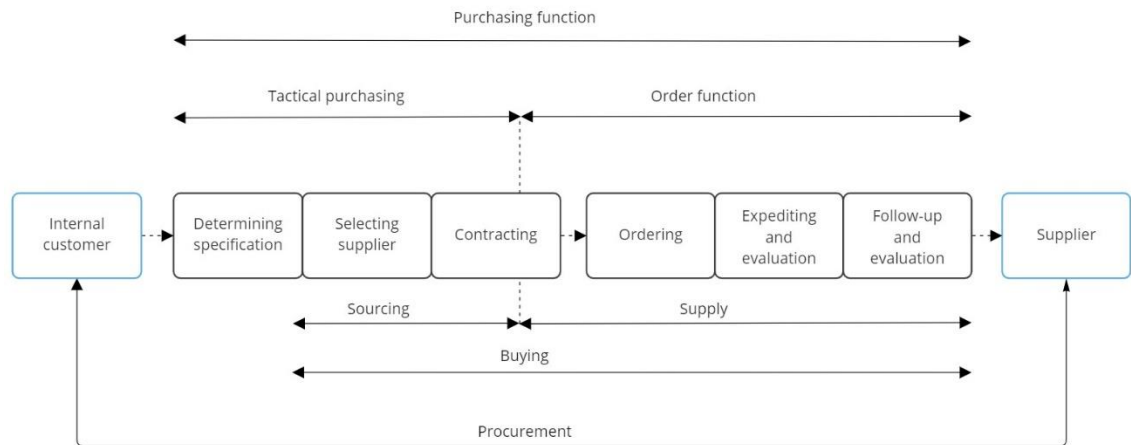 Purchasing function
Tactical purchasing
Order function
Internal
customer
Determining
specification
Selecting
supplier
Contracting
Ordering
Expediting
and
evaluation
Follow-up
and
evaluation
Supplier
Sourcing
Supply
Buying
Procurement